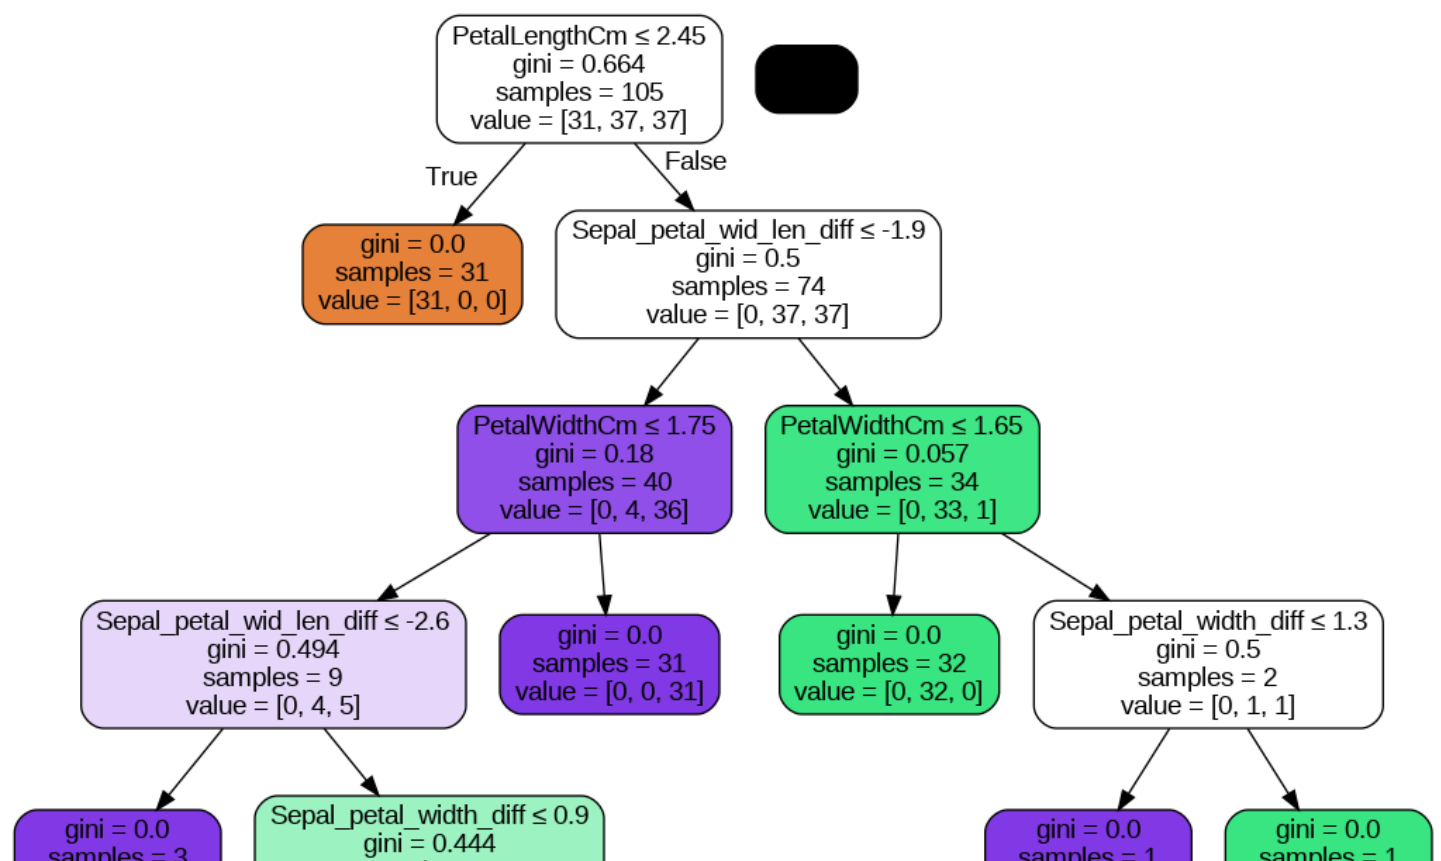 PetalLengthCm ≤ 2.45
gini = 0.664
samples = 105
value = [31, 37, 37]
True
False
gini = 0.0
samples = 31
value = [31, 0, 0]
Sepal_petal_wid_len_diff ≤ -1.9
gini = 0.5
samples = 74
value = [0, 37, 37]
PetalWidthCm ≤ 1.75
gini = 0.18
samples = 40
value = [0, 4, 36]
PetalWidthCm ≤ 1.65
gini = 0.057
samples = 34
value = [0, 33, 1]
Sepal_petal_wid_len_diff ≤ -2.6
gini = 0.494
samples = 9
value = [0, 4, 5]
gini = 0.0
samples = 31
value = [0, 0, 31]
gini = 0.0
samples = 32
value = [0, 32, 0]
Sepal_petal_width_diff ≤ 1.3
gini = 0.5
samples = 2
value = [0, 1, 1]
gini = 0.0
samples = 3
Sepal_petal_width_diff ≤ 0.9
gini = 0.444
gini = 0.0
samples = 1
gini = 0.0
samples = 1